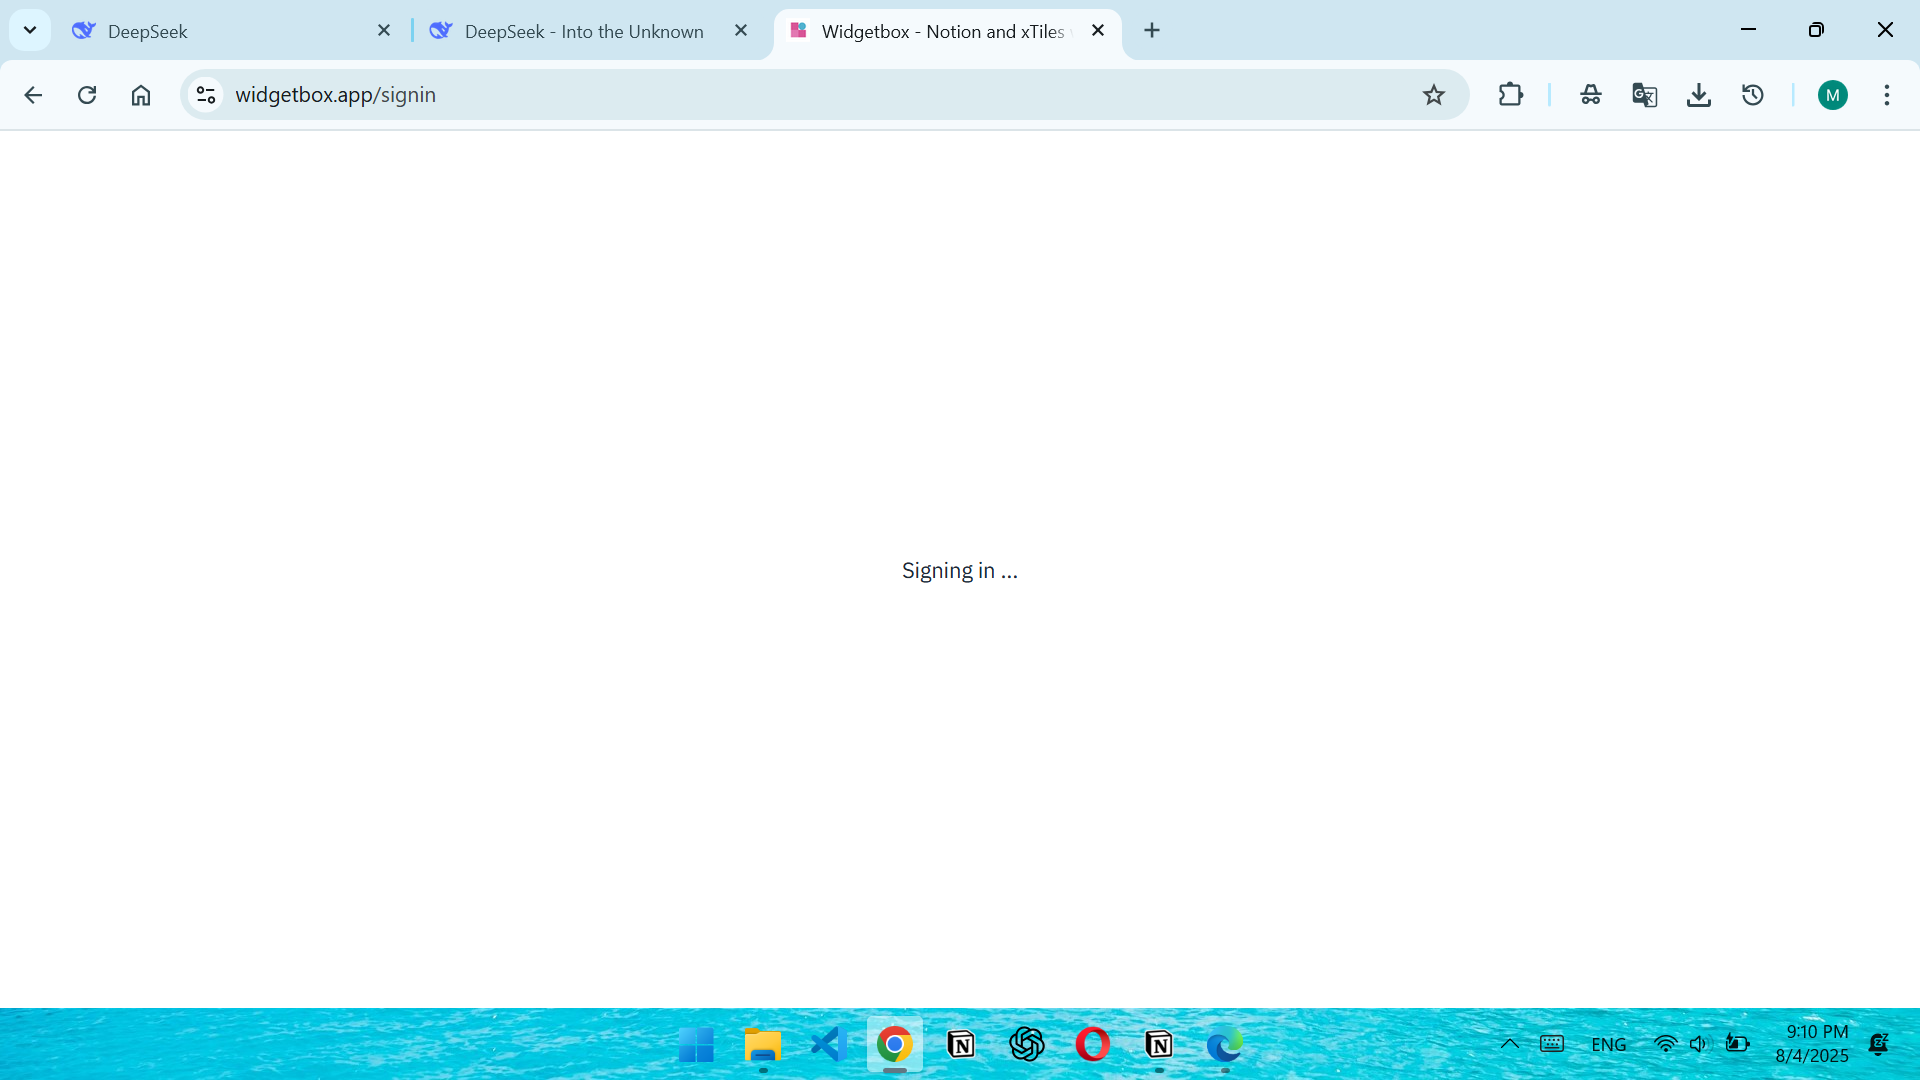 DeepSeek
DeepSeek - Into the Unknown
Widgetbox - Notion and xTiles
widgetbox.app/signin
M
Signing in ...
ENG
9:10 PM
8/4/2025